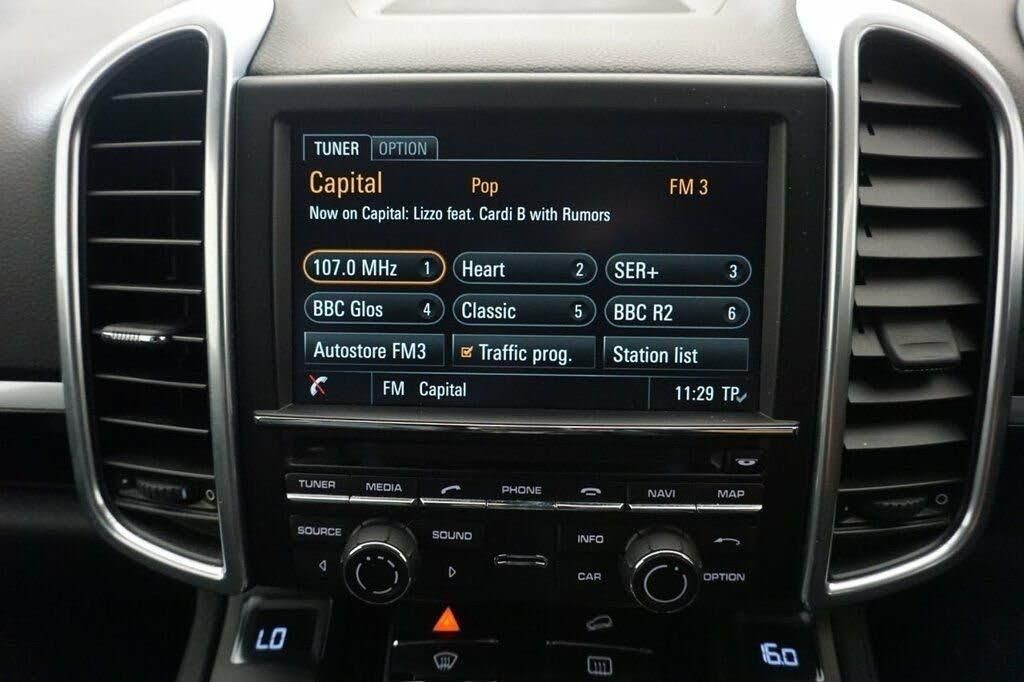 TUNER OPTION
Capital Pop FM 3
Now on Capital: Lizzo feat. Cardi B with Rumors
107.0 MHz 1 Heart 2 SER+ 3
BBC Glos 4 Classic 5 BBC R2 6
Autostore FM3 Traffic prog. Station list
FM Capital 11:29 TP
TUNER MEDIA PHONE NAVI MAP
SOURCE SOUND INFO
CAR OPTION
LO 16.0